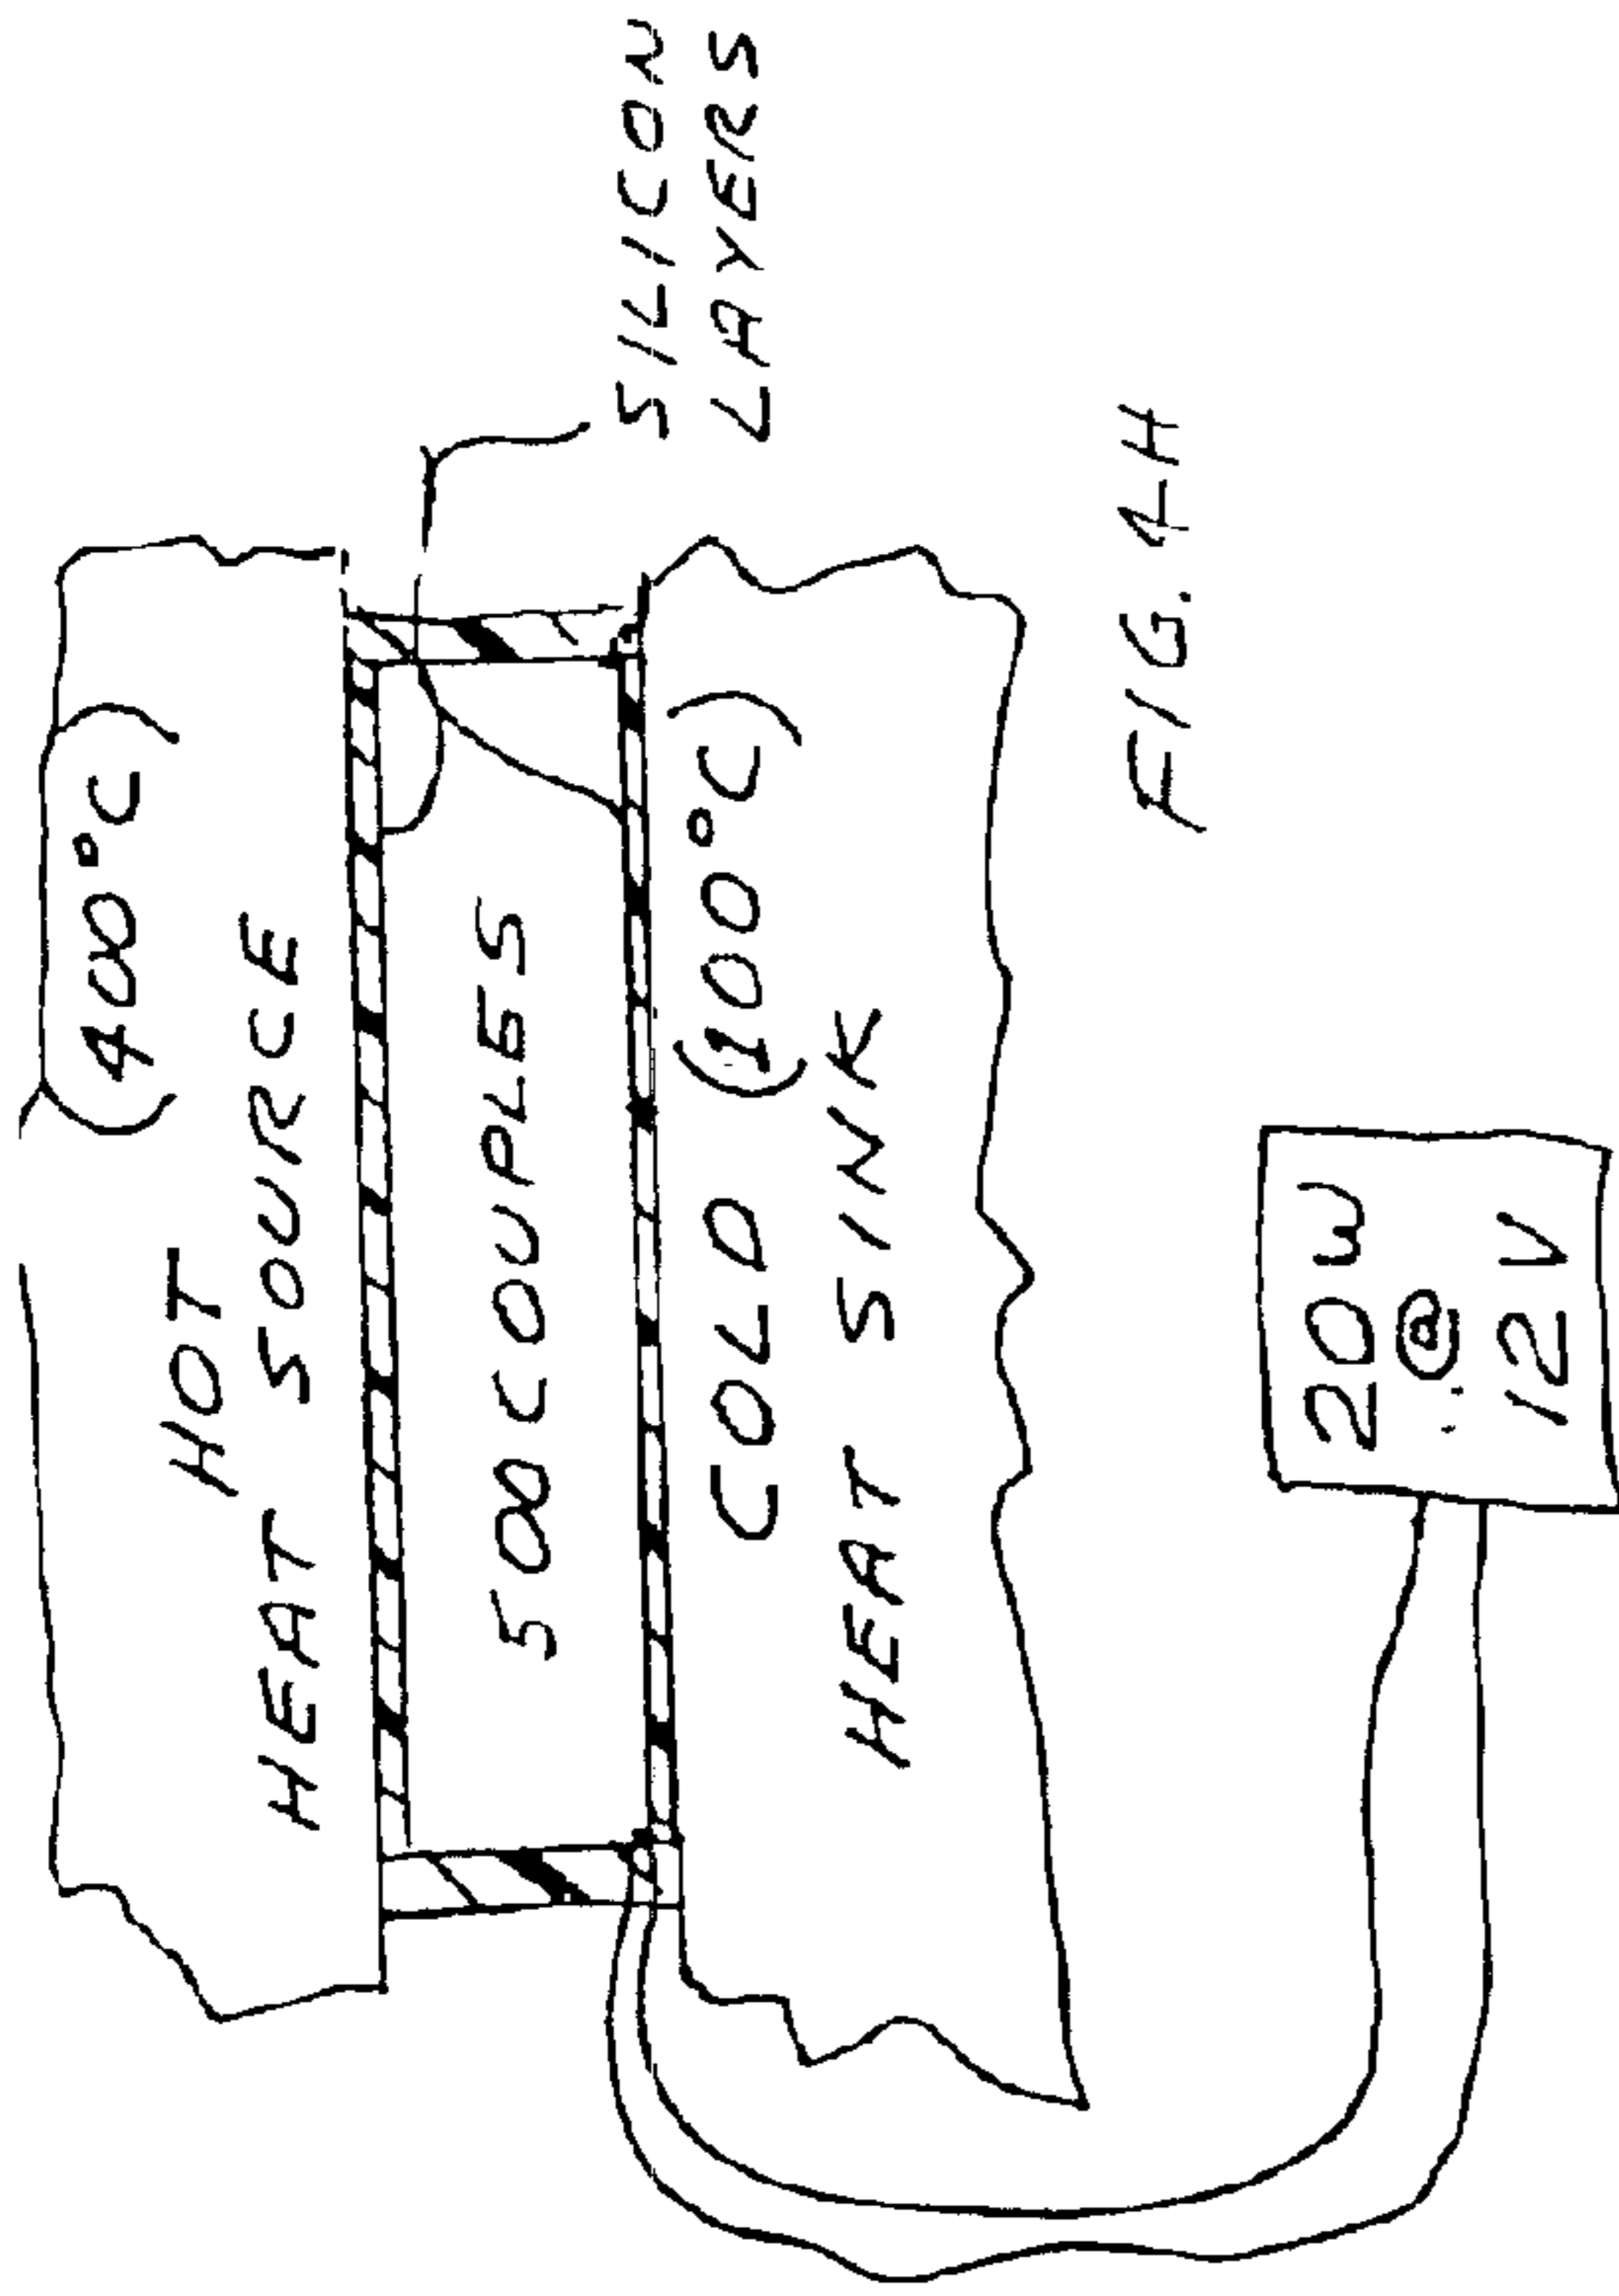 (400°C)
HOT
HEAT SOURCE
500 COUPLES
COLD (100°C)
HEAT SINK
SILICON
LAYERS
20W
@
12V
FIG. 4H